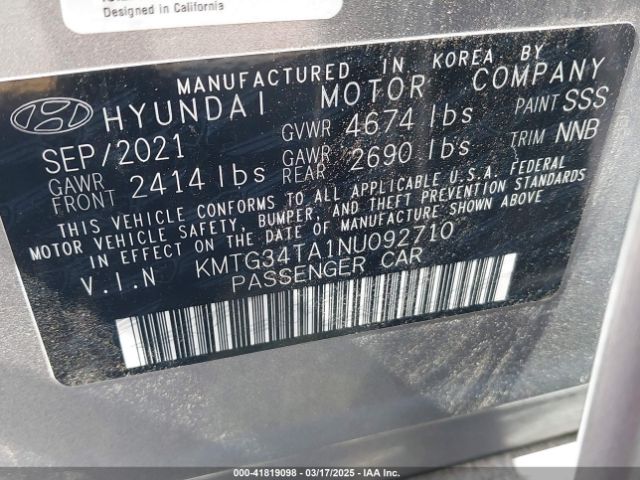 Designed in California
MANUFACTURED IN KOREA BY
HYUNDAI MOTOR COMPANY
SEP/2021 GVWR 4674 lbs PAINT SSS
GAWR FRONT 2414 lbs GAWR REAR 2690 lbs TRIM NNB
THIS VEHICLE CONFORMS TO ALL APPLICABLE U.S.A. FEDERAL
MOTOR VEHICLE SAFETY, BUMPER, AND THEFT PREVENTION STANDARDS
IN EFFECT ON THE DATE OF MANUFACTURE SHOWN ABOVE
V.I.N KMTG34TA1NU092710
PASSENGER CAR
000-41819098 - 03/17/2025 - IAA Inc.